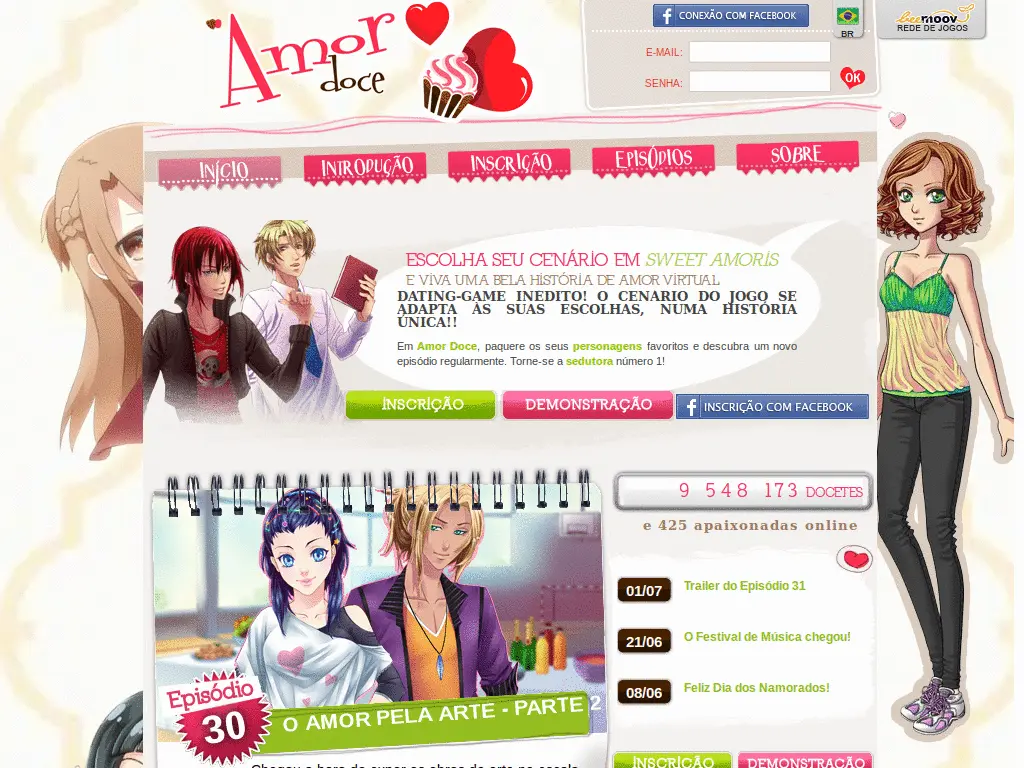 Amor
doce
CONEXÃO COM FACEBOOK
BR
beemoov
REDE DE JOGOS
E-MAIL:
SENHA:
OK
INÍCIO
INTRODUÇÃO
INSCRIÇÃO
EPISÓDIOS
SOBRE
ESCOLHA SEU CENÁRIO EM SWEET AMORIS
E VIVA UMA BELA HISTÓRIA DE AMOR VIRTUAL
DATING-GAME INEDITO! O CENARIO DO JOGO SE
ADAPTA ÀS SUAS ESCOLHAS, NUMA HISTÓRIA
ÚNICA!!
Em Amor Doce, paquere os seus personagens favoritos e descubra um novo
episódio regularmente. Torne-se a sedutora número 1!
INSCRIÇÃO
DEMONSTRAÇÃO
INSCRIÇÃO COM FACEBOOK
9 548 173 DOCETES
e 425 apaixonadas online
01/07 Trailer do Episódio 31
21/06 O Festival de Música chegou!
08/06 Feliz Dia dos Namorados!
Episódio
30
O AMOR PELA ARTE - PARTE 2
INSCRIÇÃO
DEMONSTRAÇÃO